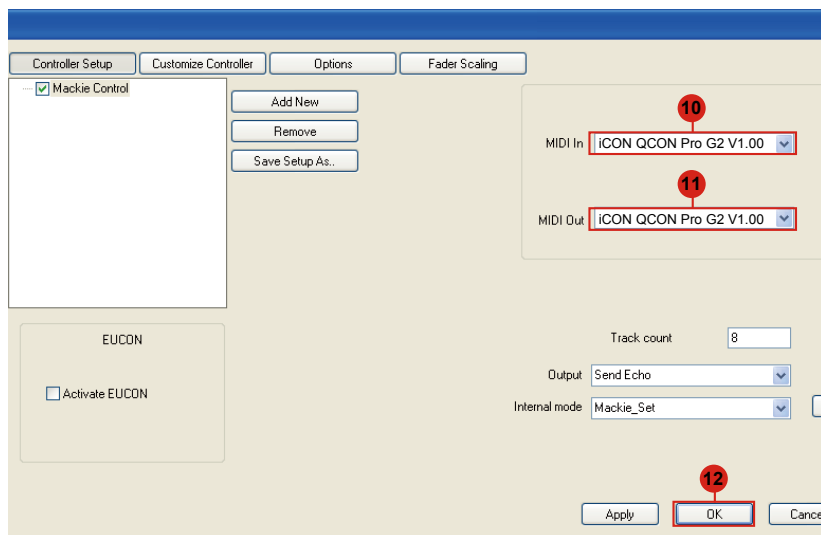 Controller Setup
Customize Controller
Options
Fader Scaling
Mackie Control
Add New
Remove
Save Setup As..
10
MIDI In
iCON QCON Pro G2 V1.00
11
MIDI Out
iCON QCON Pro G2 V1.00
EUCON
Activate EUCON
Track count
8
Output
Send Echo
Internal mode
Mackie_Set
12
Apply
OK
Cance